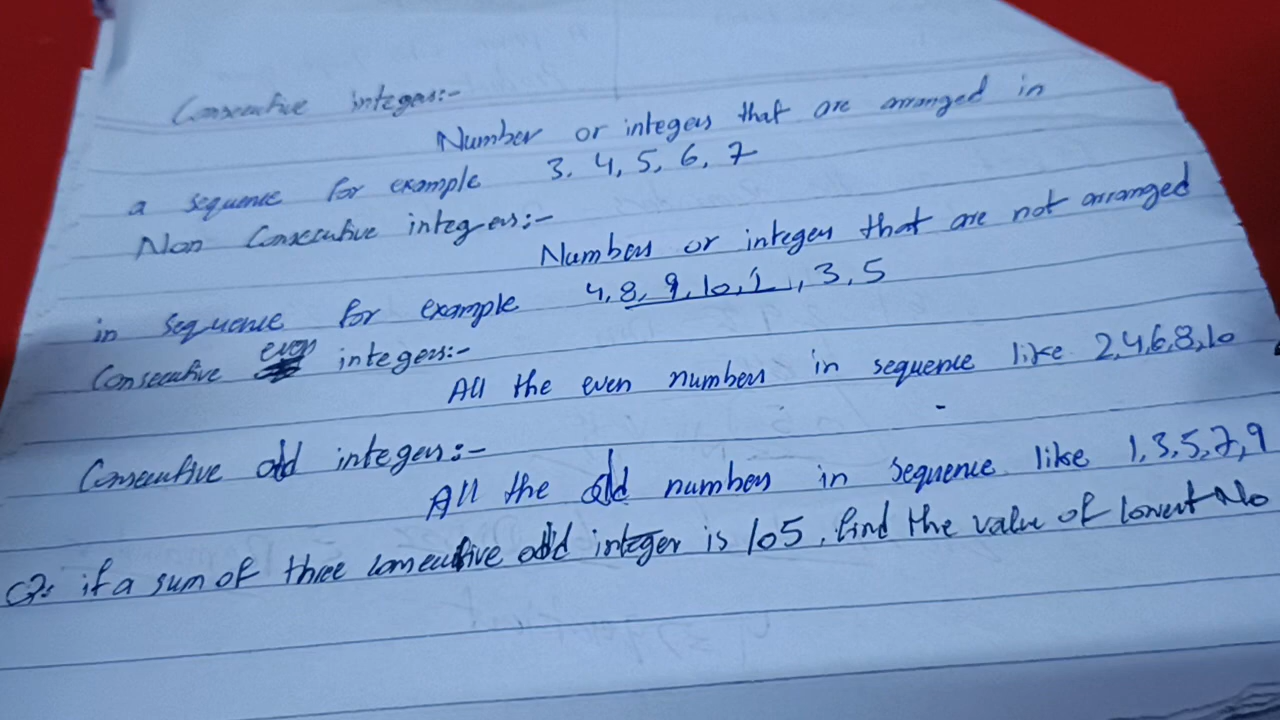 Consecutive integers:-
Number or integers that are arranged in
a sequence for example 3, 4, 5, 6, 7
Non Consecutive integers:-
Numbers or integers that are not arranged
in sequence for example 4, 8, 9, 10, 1, 3, 5
Consecutive even integers:-
All the even numbers in sequence like 2,4,6,8,10
Consecutive odd integers:-
All the odd numbers in sequence like 1,3,5,7,9
Q: if a sum of three consecutive odd integer is 105, find the value of lowest No